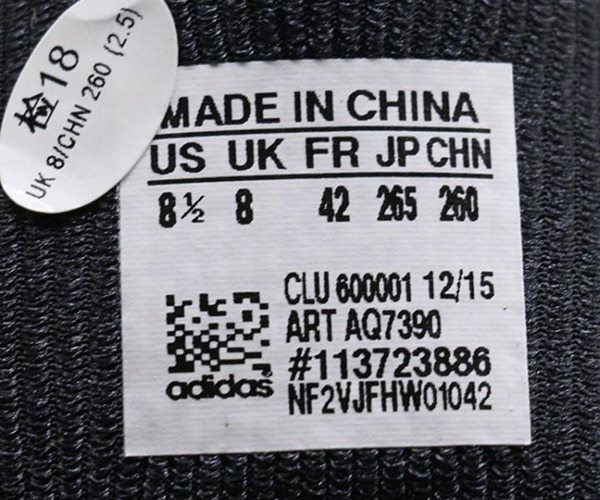 检18
UK 8/CHN 260 (2.5)
MADE IN CHINA
US UK FR JP CHN
8½ 8 42 265 260
CLU 600001 12/15
ART AQ7390
#113723886
NF2VJFHW01042
adidas